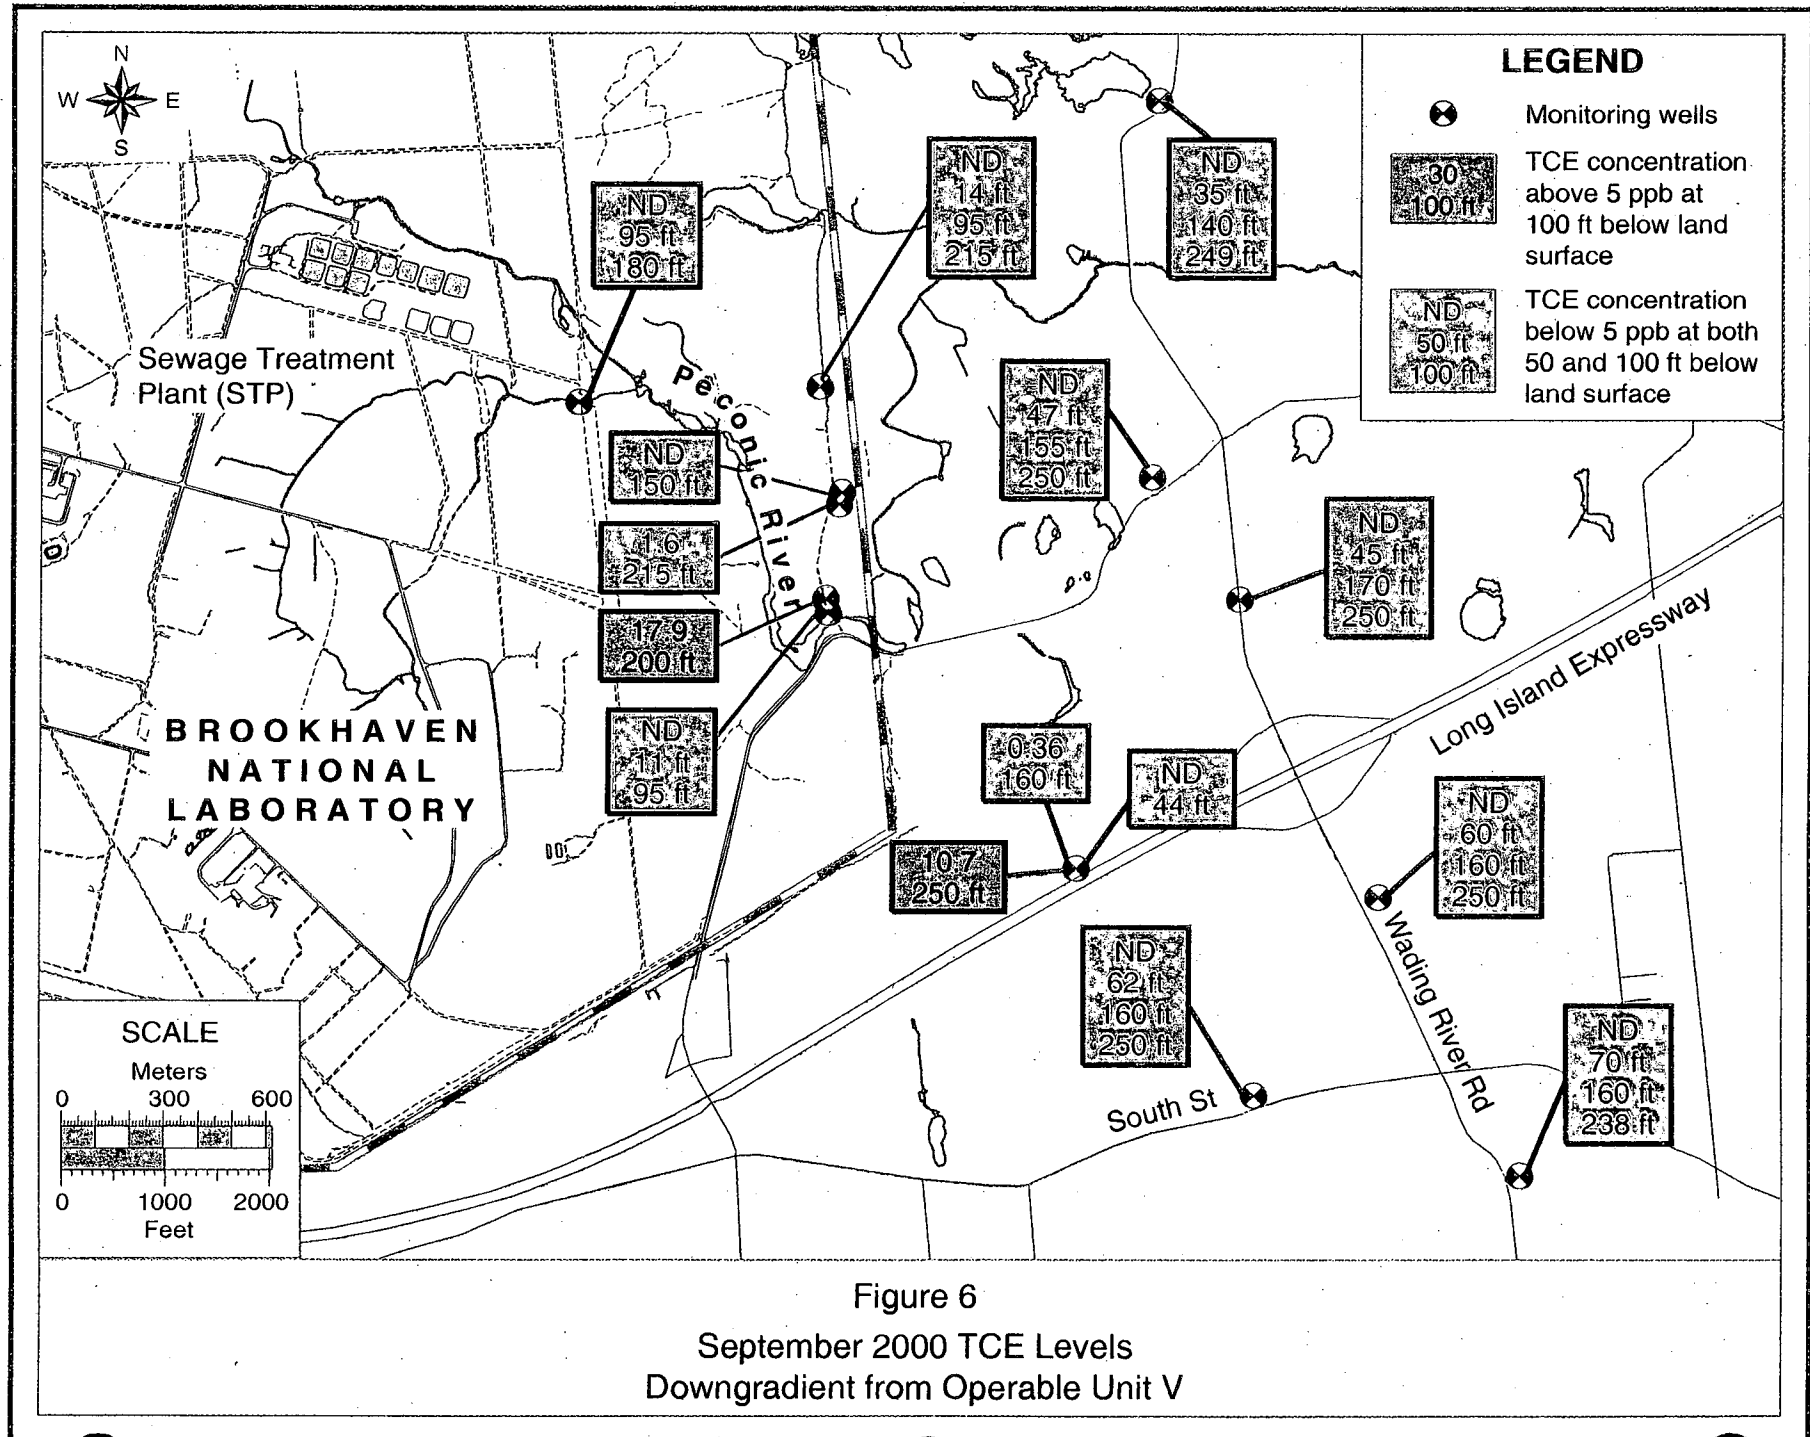 N
W E
S
LEGEND
Monitoring wells
30
100 ft
TCE concentration
above 5 ppb at
100 ft below land
surface
ND
50 ft
100 ft
TCE concentration
below 5 ppb at both
50 and 100 ft below
land surface
ND
95 ft
180 ft
ND
14 ft
95 ft
215 ft
ND
35 ft
140 ft
249 ft
Sewage Treatment
Plant (STP)
Peconic River
ND
47 ft
155 ft
250 ft
ND
150 ft
1.6
215 ft
17.9
200 ft
ND
11 ft
95 ft
ND
45 ft
170 ft
250 ft
Long Island Expressway
BROOKHAVEN
NATIONAL
LABORATORY
0.36
160 ft
ND
44 ft
10.7
250 ft
ND
60 ft
160 ft
250 ft
ND
62 ft
160 ft
250 ft
Wading River Rd
South St
ND
70 ft
160 ft
238 ft
SCALE
Meters
0 300 600
0 1000 2000
Feet
Figure 6
September 2000 TCE Levels
Downgradient from Operable Unit V